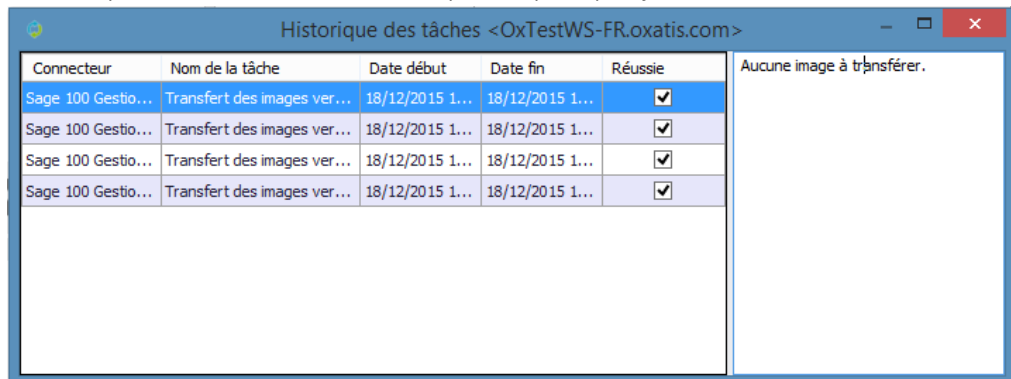 Historique des tâches <OxTestWS-FR.oxatis.com>
Connecteur Nom de la tâche Date début Date fin Réussie
Sage 100 Gestio... Transfert des images ver... 18/12/2015 1... 18/12/2015 1...
Sage 100 Gestio... Transfert des images ver... 18/12/2015 1... 18/12/2015 1...
Sage 100 Gestio... Transfert des images ver... 18/12/2015 1... 18/12/2015 1...
Sage 100 Gestio... Transfert des images ver... 18/12/2015 1... 18/12/2015 1...
Aucune image à transférer.